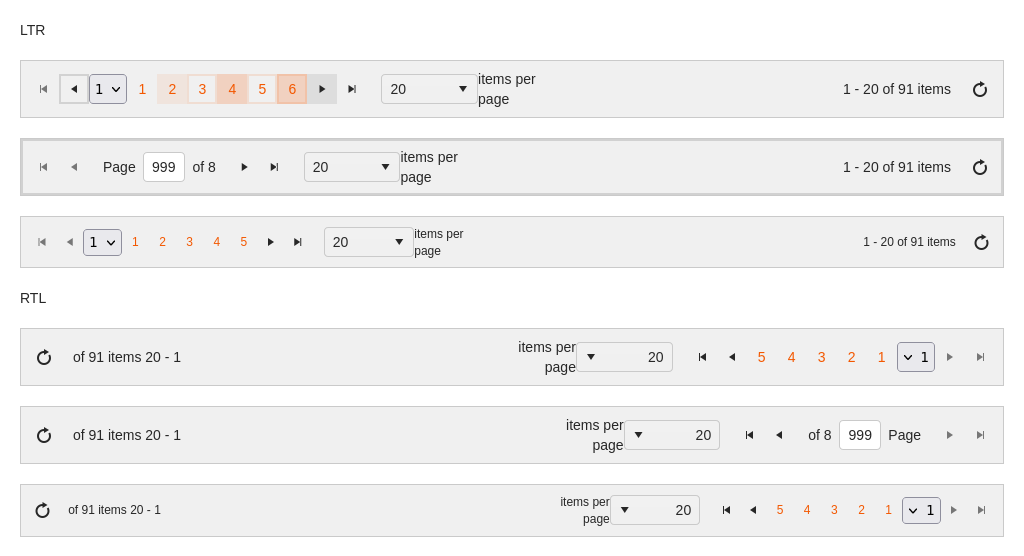 LTR
1 1 2 3 4 5 6 20 items per page 1 - 20 of 91 items
Page 999 of 8 20 items per page 1 - 20 of 91 items
1 1 2 3 4 5 20 items per page 1 - 20 of 91 items
RTL
of 91 items 20 - 1 items per page 20 5 4 3 2 1 1
of 91 items 20 - 1 items per page 20 of 8 999 Page
of 91 items 20 - 1 items per page 20 5 4 3 2 1 1